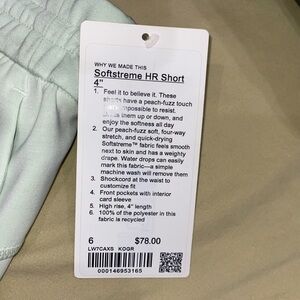 WHY WE MADE THIS
Softstreme HR Short
4"
1. Feel it to believe it. These
shorts have a peach-fuzz touch
impossible to resist.
them up or down, and
enjoy the softness all day
2. Our peach-fuzz soft, four-way
stretch, and quick-drying
Softstreme™ fabric feels smooth
next to skin and has a weighty
drape. Water drops can easily
mark this fabric—a simple
machine wash will remove them
3. Shockcord at the waist to
customize fit
4. Front pockets with interior
card sleeve
5. High rise, 4" length
6. 100% of the polyester in this
fabric is recycled
6 $78.00
LW7CAXS KOGR
000146953165